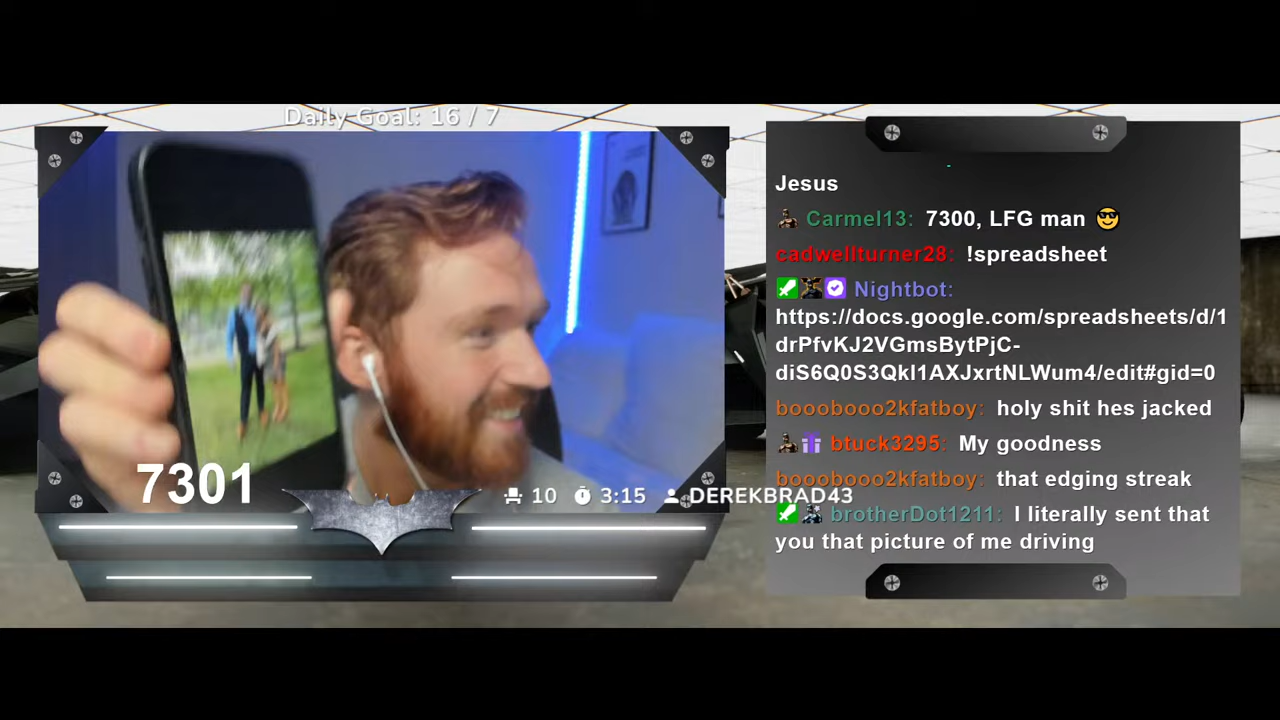 Daily Goal: 16 / 7
7301
10 3:15 DEREKBRAD43
Jesus
Carmel13: 7300, LFG man 😎
cadwellturner28: !spreadsheet
Nightbot:
https://docs.google.com/spreadsheets/d/1
drPfvKJ2VGmsBytPjC-
diS6Q0S3QkI1AXJxrtNLWum4/edit#gid=0
booobooo2kfatboy: holy shit hes jacked
btuck3295: My goodness
booobooo2kfatboy: that edging streak
brotherDot1211: I literally sent that
you that picture of me driving